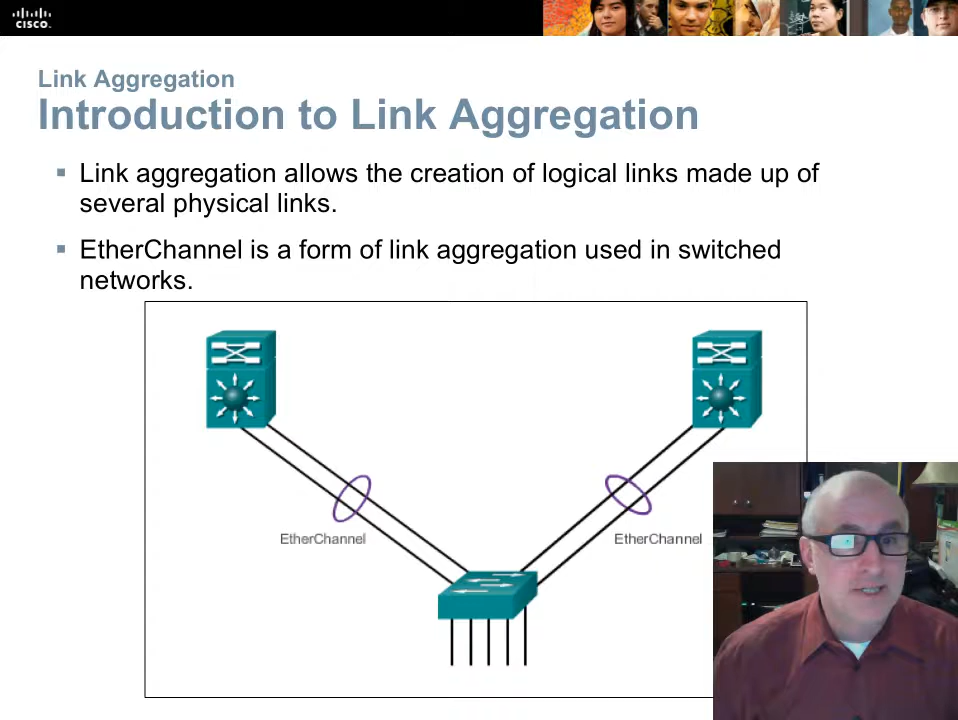 cisco.
Link Aggregation
Introduction to Link Aggregation
Link aggregation allows the creation of logical links made up of
several physical links.
EtherChannel is a form of link aggregation used in switched
networks.
EtherChannel
EtherChannel